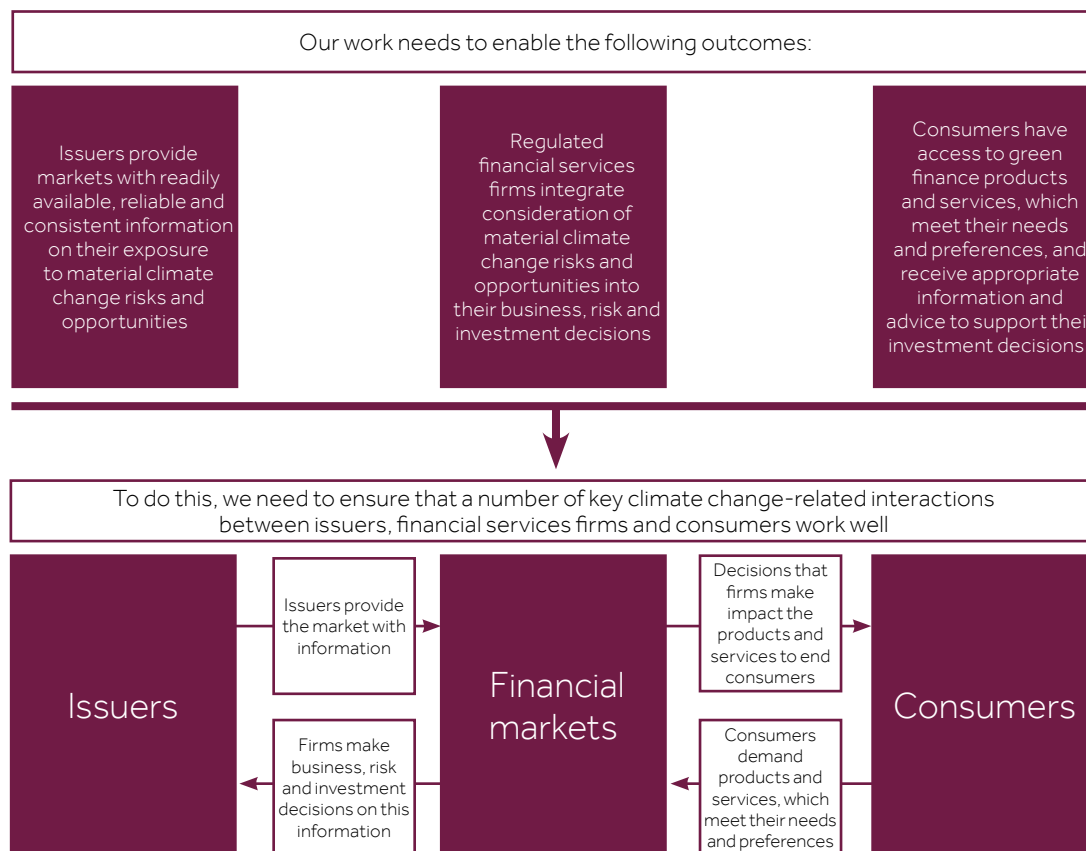 Our work needs to enable the following outcomes:
Issuers provide
markets with readily
available, reliable and
consistent information
on their exposure
to material climate
change risks and
opportunities
Regulated
financial services
firms integrate
consideration of
material climate
change risks and
opportunities into
their business, risk and
investment decisions
Consumers have
access to green
finance products
and services, which
meet their needs
and preferences, and
receive appropriate
information and
advice to support their
investment decisions
To do this, we need to ensure that a number of key climate change-related interactions
between issuers, financial services firms and consumers work well
Issuers
Issuers provide
the market with
information
Firms make
business, risk
and investment
decisions on this
information
Financial
markets
Decisions that
firms make
impact the
products and
services to end
consumers
Consumers
demand
products and
services, which
meet their needs
and preferences
Consumers